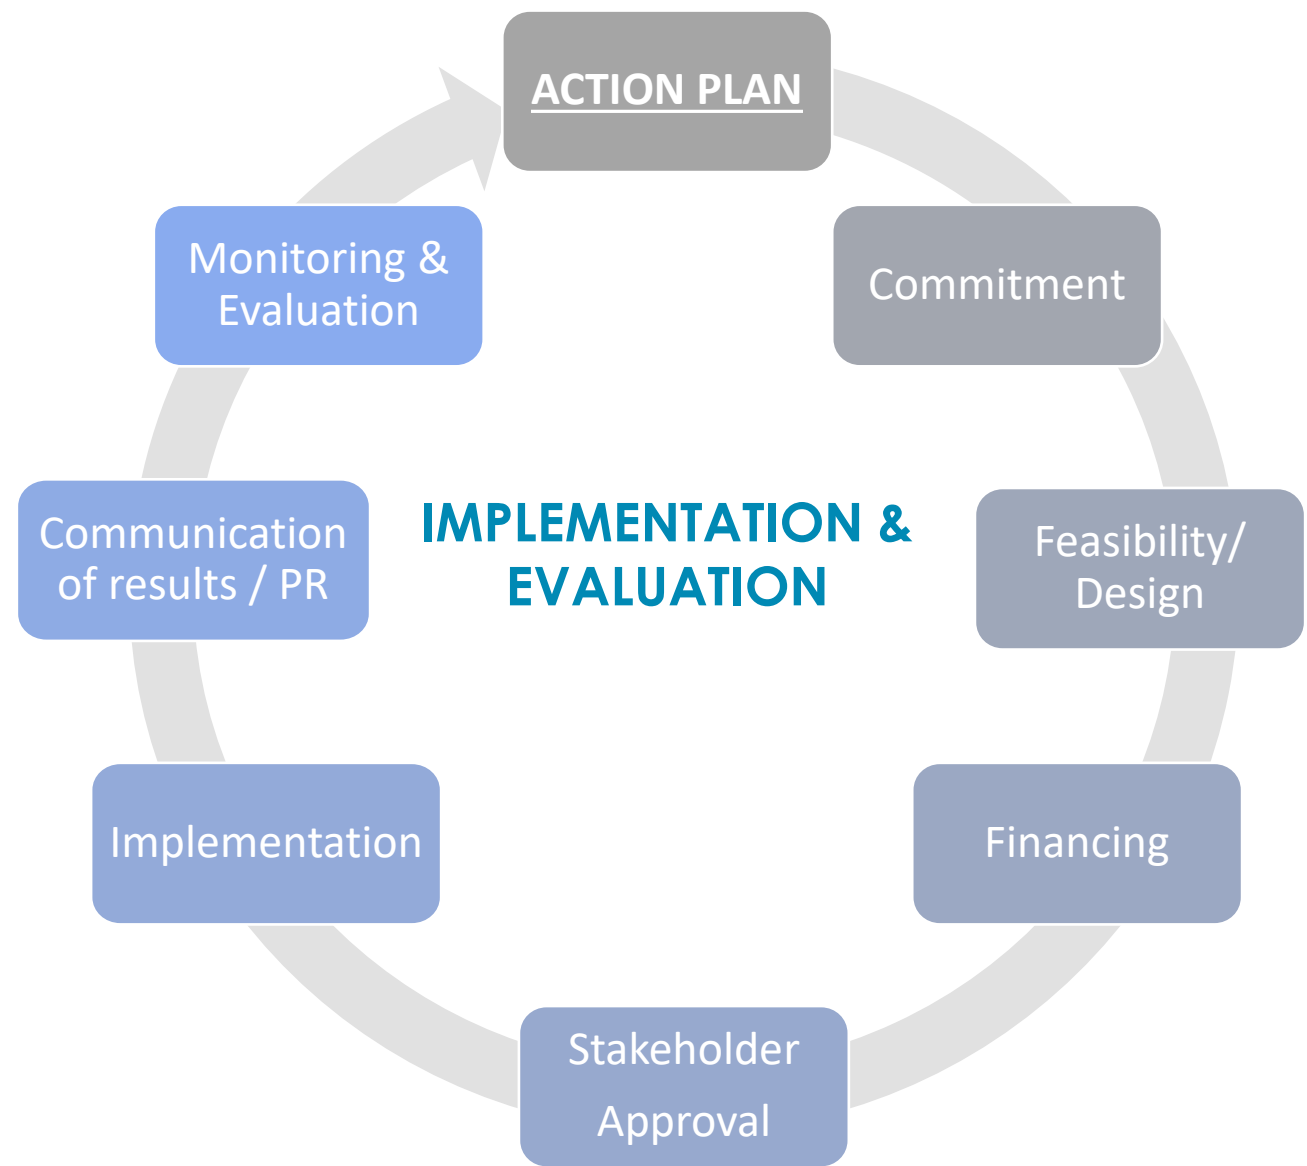 ACTION PLAN
Commitment
Feasibility/
Design
Financing
Stakeholder
Approval
Implementation
Communication
of results / PR
Monitoring &
Evaluation
IMPLEMENTATION &
EVALUATION